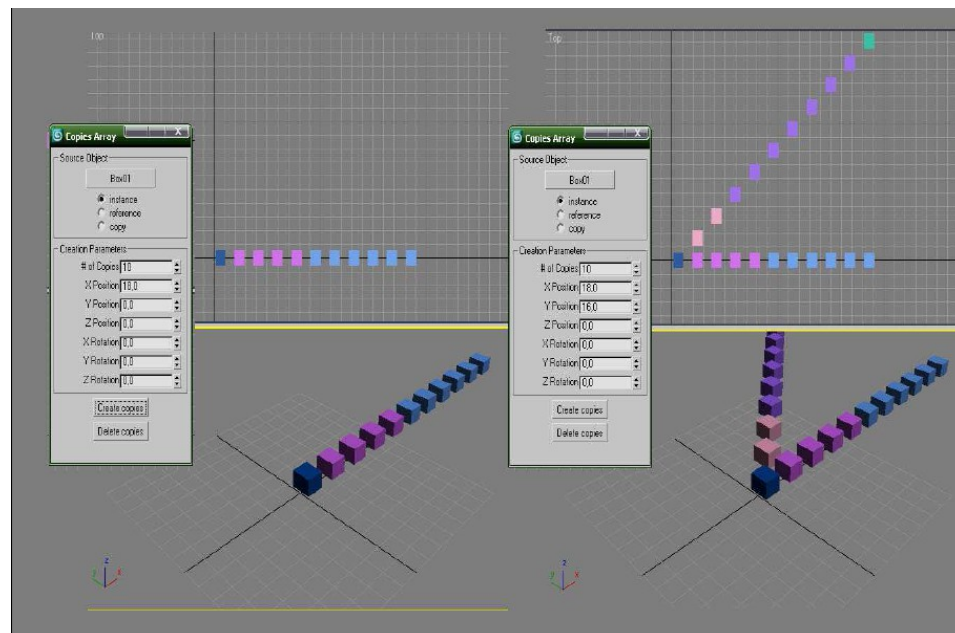 Top
Copies Array
X
Source Object
Box01
instance
reference
copy
Creation Parameters
# of Copies 10
X Position 18,0
Y Position 0,0
Z Position 0,0
X Rotation 0,0
Y Rotation 0,0
Z Rotation 0,0
Create copies
Delete copies
z
y x
Top
Copies Array
X
Source Object
Box01
instance
reference
copy
Creation Parameters
# of Copies 10
X Position 18,0
Y Position 16,0
Z Position 0,0
X Rotation 0,0
Y Rotation 0,0
Z Rotation 0,0
Create copies
Delete copies
z
y x